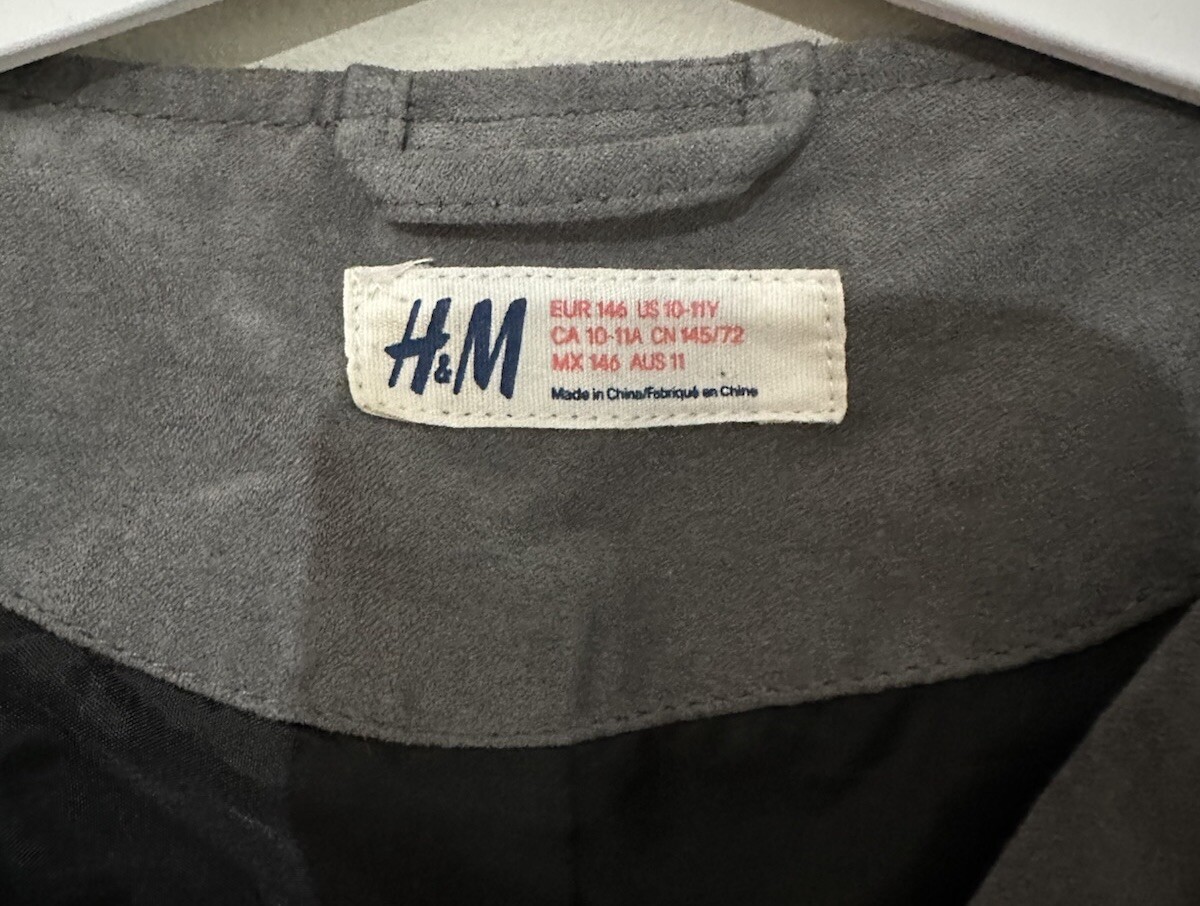 H&M
EUR 146 US 10-11Y
CA 10-11A CN 145/72
MX 146 AUS 11
Made in China/Fabriqué en Chine